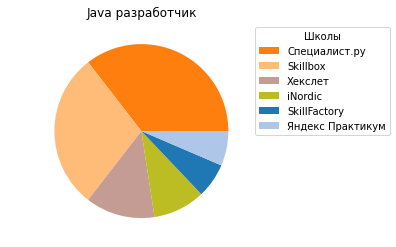 Java разработчик
Школы
Специалист.ру
Skillbox
Хекслет
iNordic
SkillFactory
Яндекс Практикум